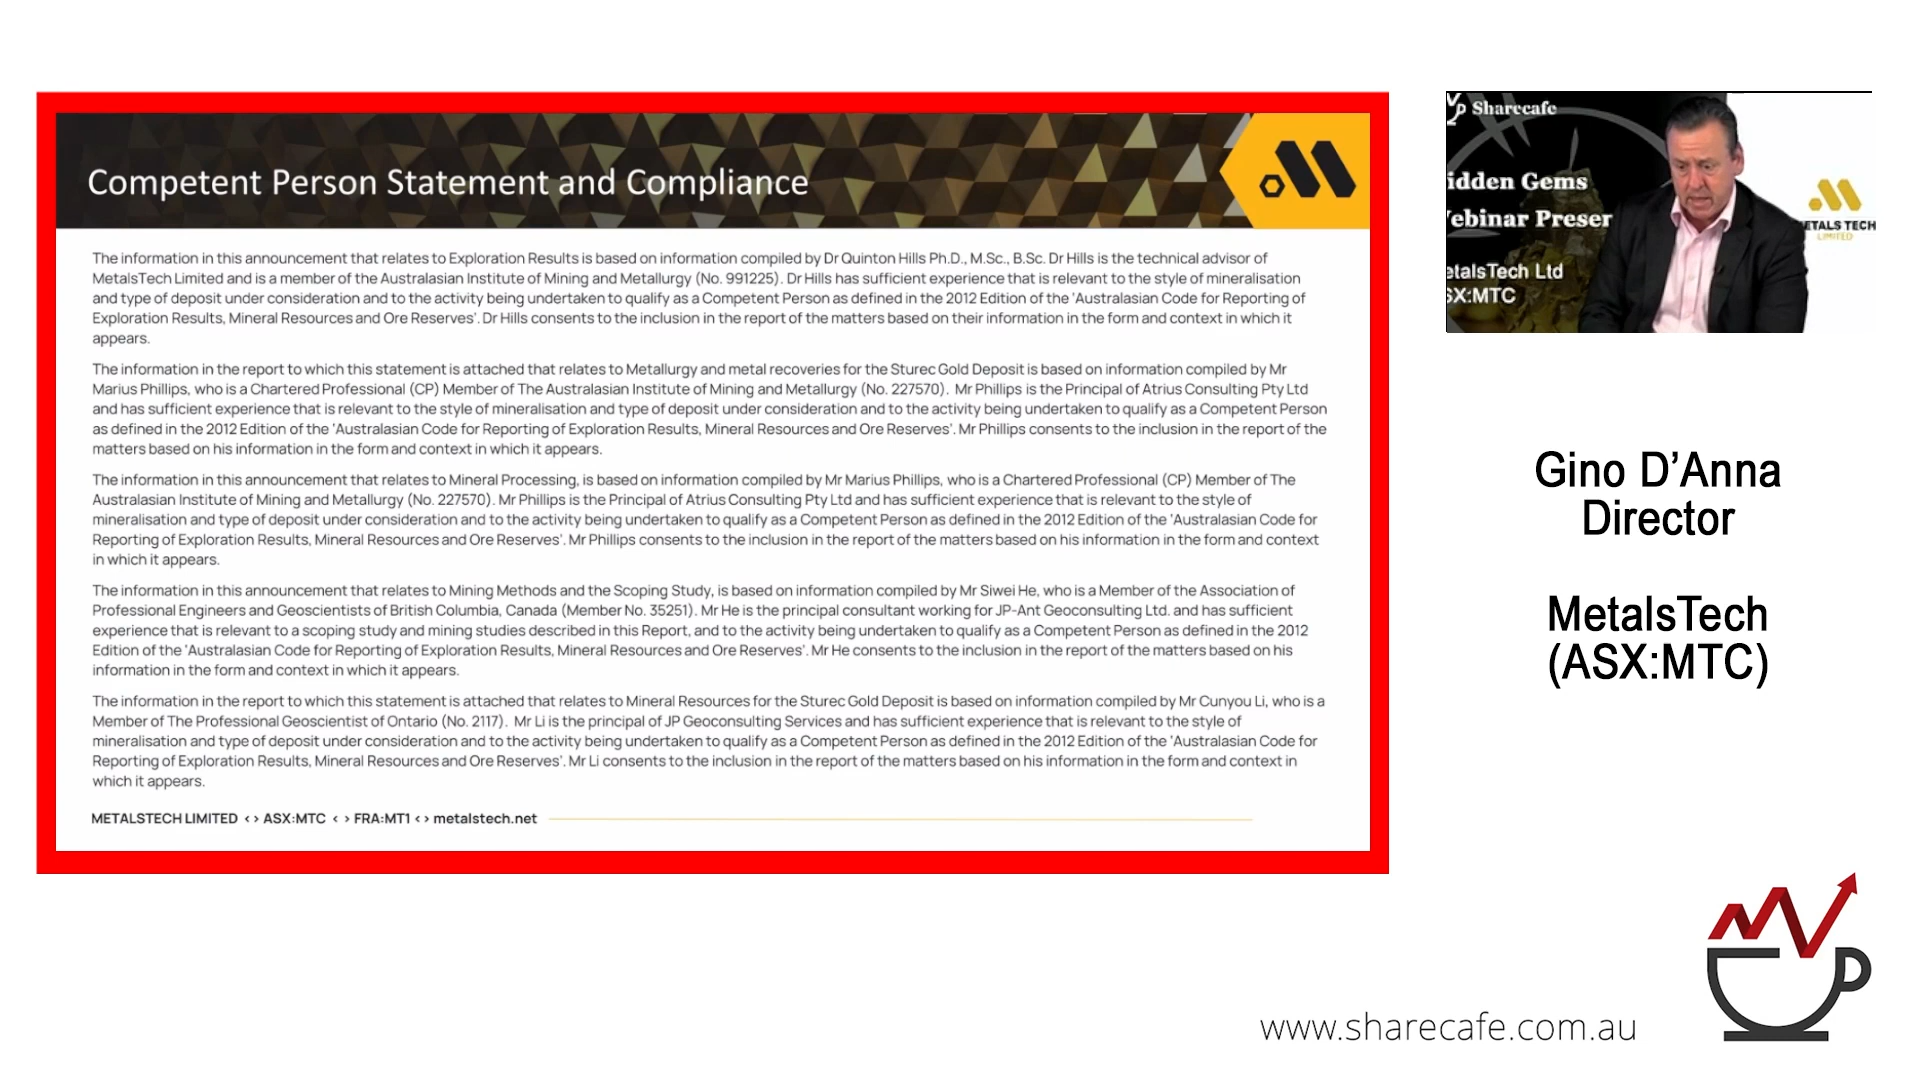 Competent Person Statement and Compliance
The information in this announcement that relates to Exploration Results is based on information compiled by Dr Quinton Hills Ph.D., M.Sc., B.Sc. Dr Hills is the technical advisor of
MetalsTech Limited and is a member of the Australasian Institute of Mining and Metallurgy (No. 991225). Dr Hills has sufficient experience that is relevant to the style of mineralisation
and type of deposit under consideration and to the activity being undertaken to qualify as a Competent Person as defined in the 2012 Edition of the 'Australasian Code for Reporting of
Exploration Results, Mineral Resources and Ore Reserves'. Dr Hills consents to the inclusion in the report of the matters based on their information in the form and context in which it
appears.
The information in the report to which this statement is attached that relates to Metallurgy and metal recoveries for the Sturec Gold Deposit is based on information compiled by Mr
Marius Phillips, who is a Chartered Professional (CP) Member of The Australasian Institute of Mining and Metallurgy (No. 227570). Mr Phillips is the Principal of Atrius Consulting Pty Ltd
and has sufficient experience that is relevant to the style of mineralisation and type of deposit under consideration and to the activity being undertaken to qualify as a Competent Person
as defined in the 2012 Edition of the 'Australasian Code for Reporting of Exploration Results, Mineral Resources and Ore Reserves'. Mr Phillips consents to the inclusion in the report of the
matters based on his information in the form and context in which it appears.
The information in this announcement that relates to Mineral Processing, is based on information compiled by Mr Marius Phillips, who is a Chartered Professional (CP) Member of The
Australasian Institute of Mining and Metallurgy (No. 227570). Mr Phillips is the Principal of Atrius Consulting Pty Ltd and has sufficient experience that is relevant to the style of
mineralisation and type of deposit under consideration and to the activity being undertaken to qualify as a Competent Person as defined in the 2012 Edition of the 'Australasian Code for
Reporting of Exploration Results, Mineral Resources and Ore Reserves'. Mr Phillips consents to the inclusion in the report of the matters based on his information in the form and context
in which it appears.
The information in this announcement that relates to Mining Methods and the Scoping Study, is based on information compiled by Mr Siwei He, who is a Member of the Association of
Professional Engineers and Geoscientists of British Columbia, Canada (Member No. 35251). Mr He is the principal consultant working for JP-Ant Geoconsulting Ltd. and has sufficient
experience that is relevant to a scoping study and mining studies described in this Report, and to the activity being undertaken to qualify as a Competent Person as defined in the 2012
Edition of the 'Australasian Code for Reporting of Exploration Results, Mineral Resources and Ore Reserves'. Mr He consents to the inclusion in the report of the matters based on his
information in the form and context in which it appears.
The information in the report to which this statement is attached that relates to Mineral Resources for the Sturec Gold Deposit is based on information compiled by Mr Cunyou Li, who is a
Member of The Professional Geoscientist of Ontario (No. 2117). Mr Li is the principal of JP Geoconsulting Services and has sufficient experience that is relevant to the style of
mineralisation and type of deposit under consideration and to the activity being undertaken to qualify as a Competent Person as defined in the 2012 Edition of the 'Australasian Code for
Reporting of Exploration Results, Mineral Resources and Ore Reserves'. Mr Li consents to the inclusion in the report of the matters based on his information in the form and context in
which it appears.
METALSTECH LIMITED <> ASX:MTC <> FRA:MT1 <> metalstech.net
Sharecafe
idden Gems
ebinar Preser
etalsTech Ltd
SX:MTC
ETALS TECH
LIMITED
Gino D'Anna
Director
MetalsTech
(ASX:MTC)
www.sharecafe.com.au